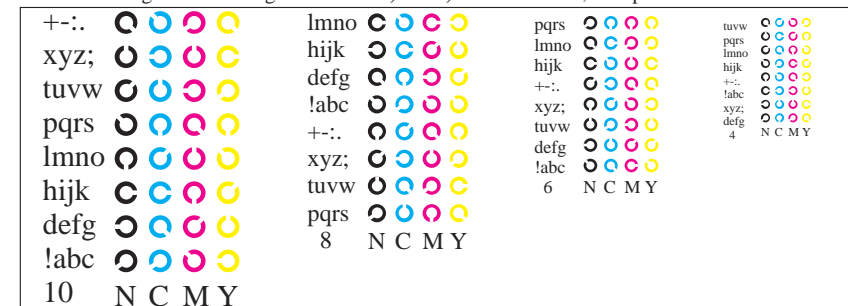 +-:.
xyz;
tuvw
pqrs
lmno
hijk
defg
!abc
10 N C M Y
lmno
hijk
defg
!abc
+-:.
xyz;
tuvw
pqrs
8 N C M Y
pqrs
lmno
hijk
+-:.
xyz;
tuvw
defg
!abc
6 N C M Y
tuvw
pqrs
lmno
hijk
+-:.
!abc
xyz;
defg
4 N C M Y